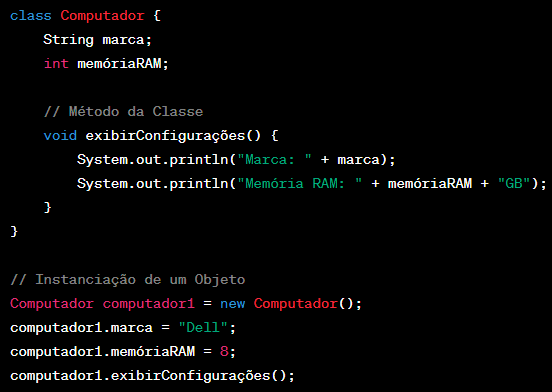 class Computador {
    String marca;
    int memóriaRAM;

    // Método da Classe
    void exibirConfigurações() {
        System.out.println("Marca: " + marca);
        System.out.println("Memória RAM: " + memóriaRAM + "GB");
    }
}

// Instanciação de um Objeto
Computador computador1 = new Computador();
computador1.marca = "Dell";
computador1.memóriaRAM = 8;
computador1.exibirConfigurações();